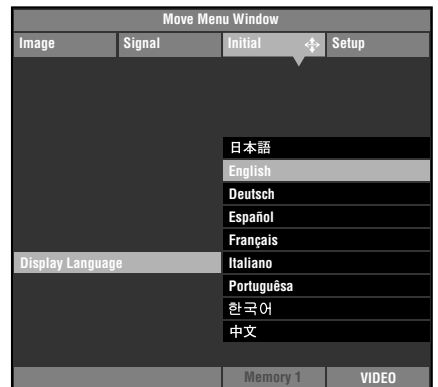 Move Menu Window
Image Signal Initial Setup
日本語
English
Deutsch
Español
Français
Display Language Italiano
Portuguêsa
한국어
中文
Memory 1 VIDEO